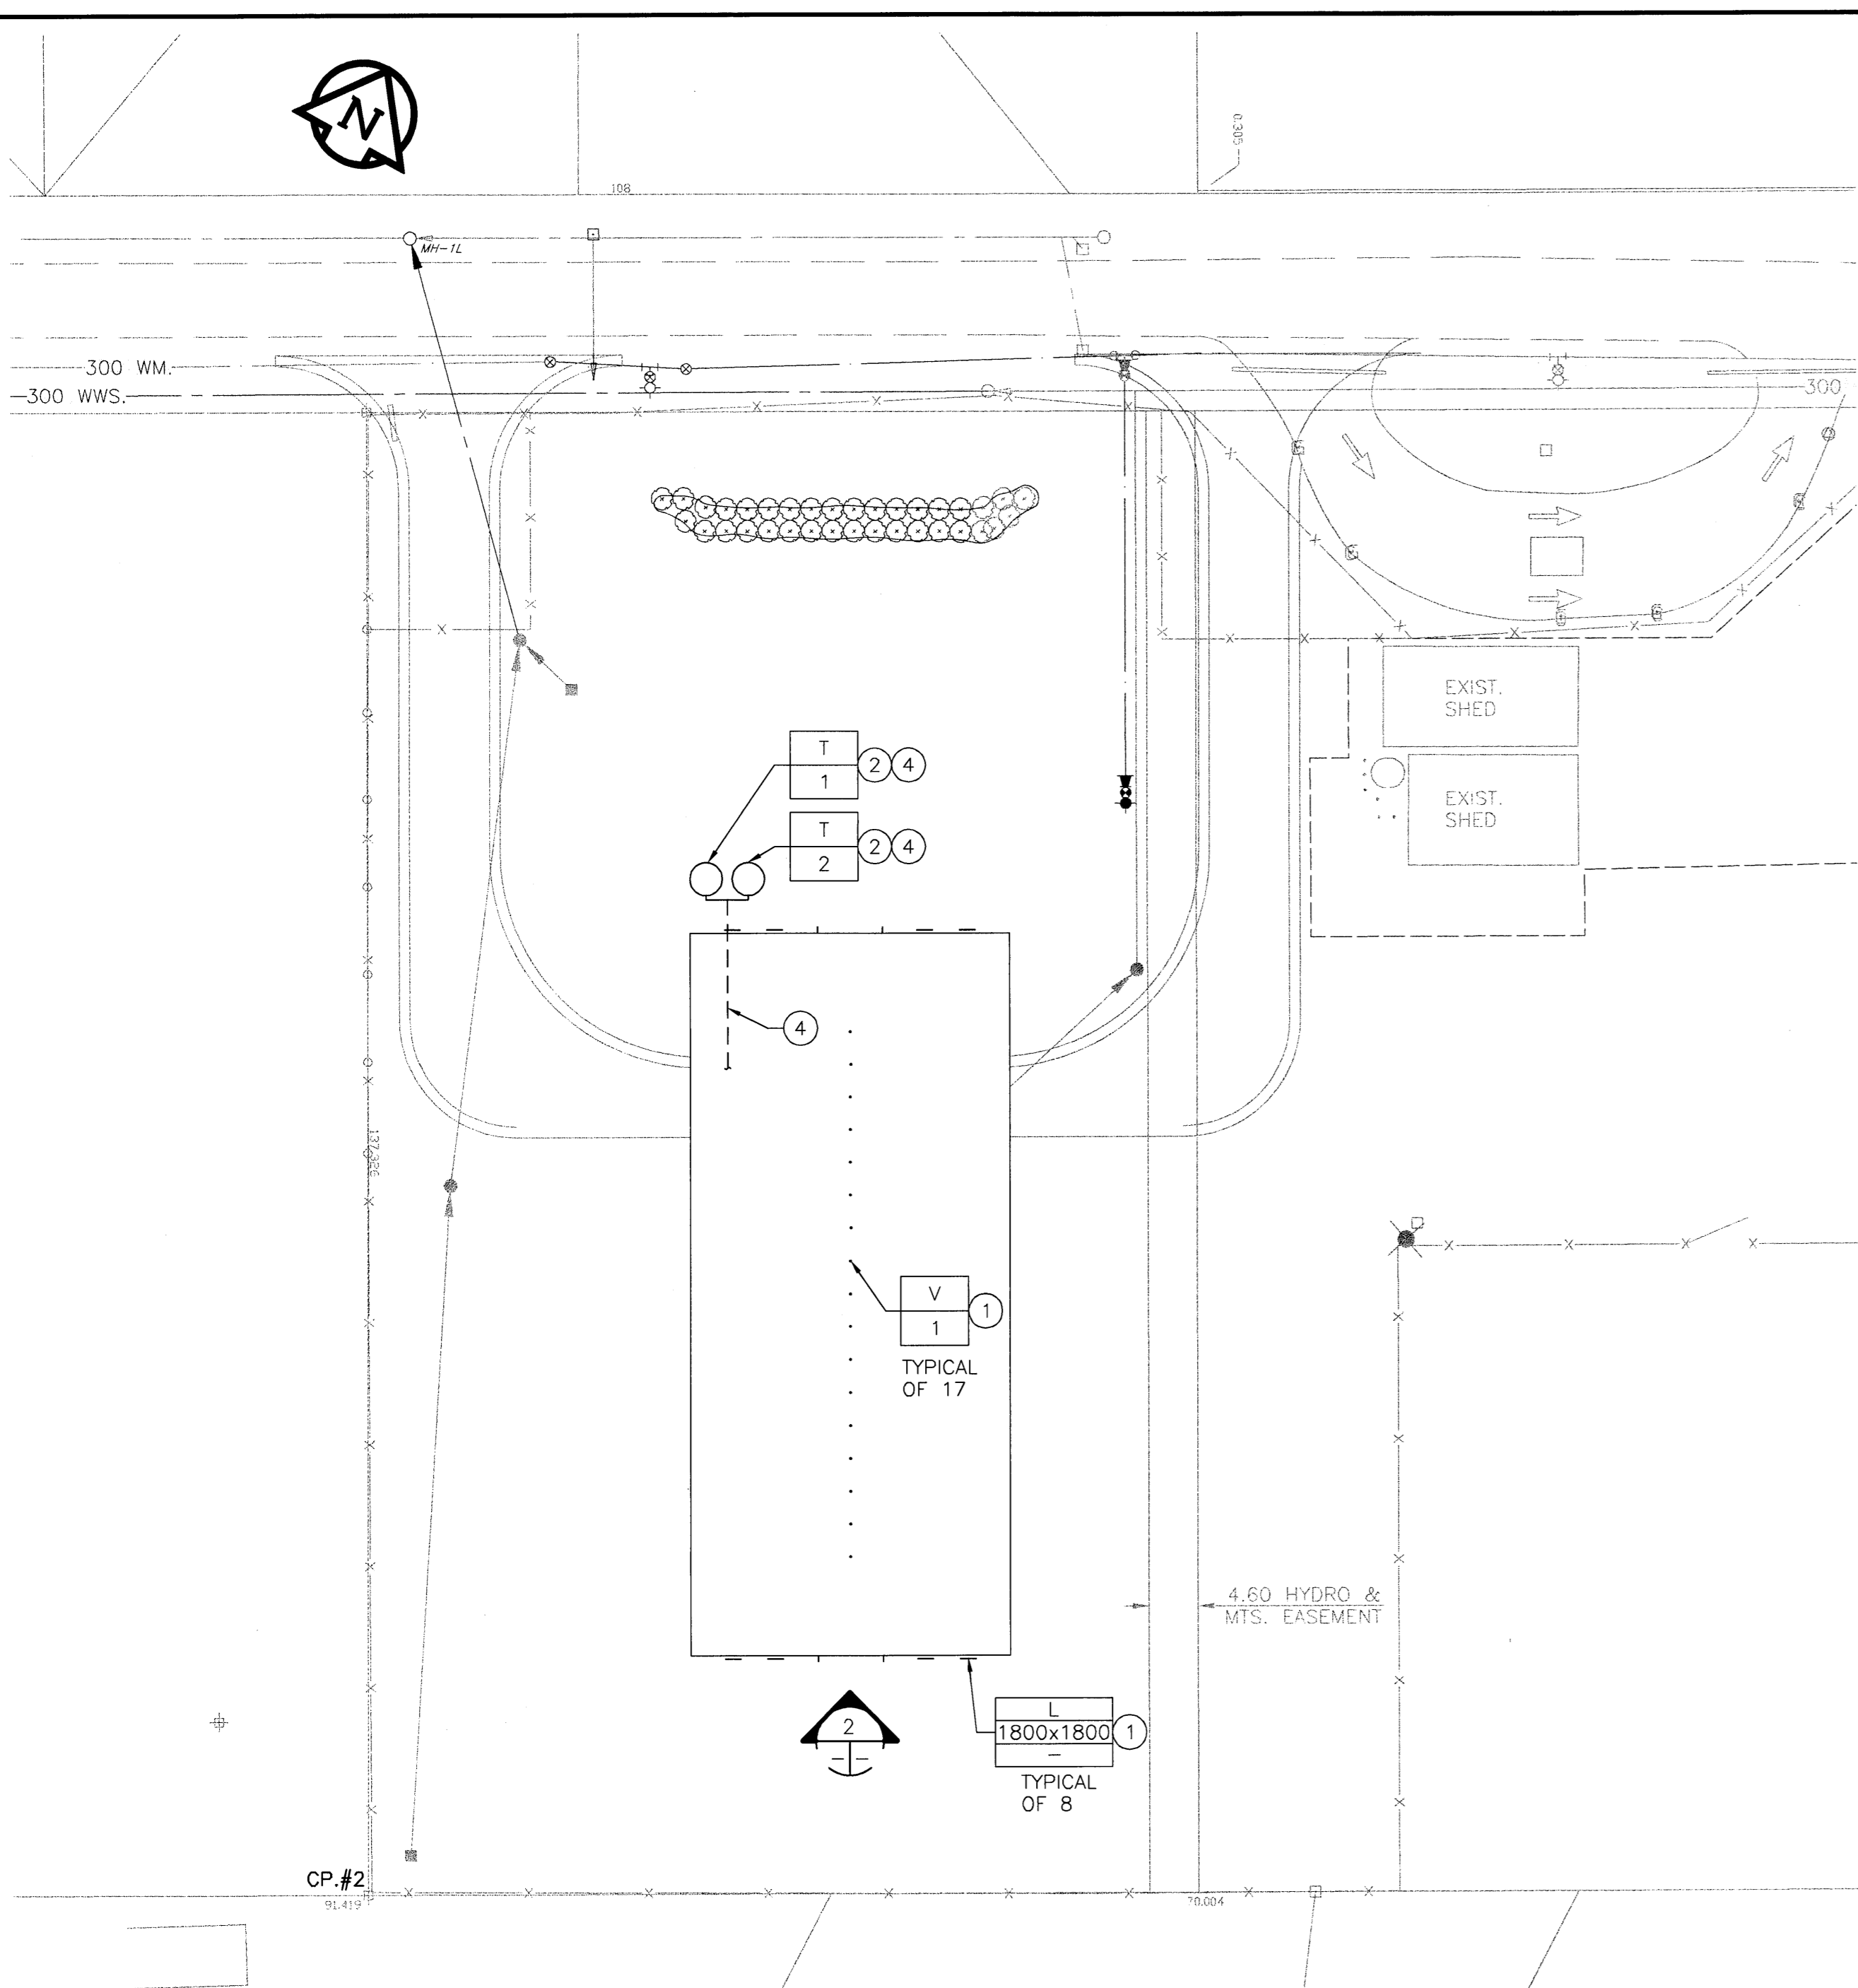 N
0.305
108
MH-1L
300 WM.
300 WWS.
300
EXIST.
SHED
T
1
2
4
EXIST.
SHED
T
2
2
4
4
137.386
V
1
1
TYPICAL
OF 17
4.60 HYDRO &
MTS. EASEMENT
L
1800x1800
-
1
2
- -
TYPICAL
OF 8
CP.#2
91.419
70.004